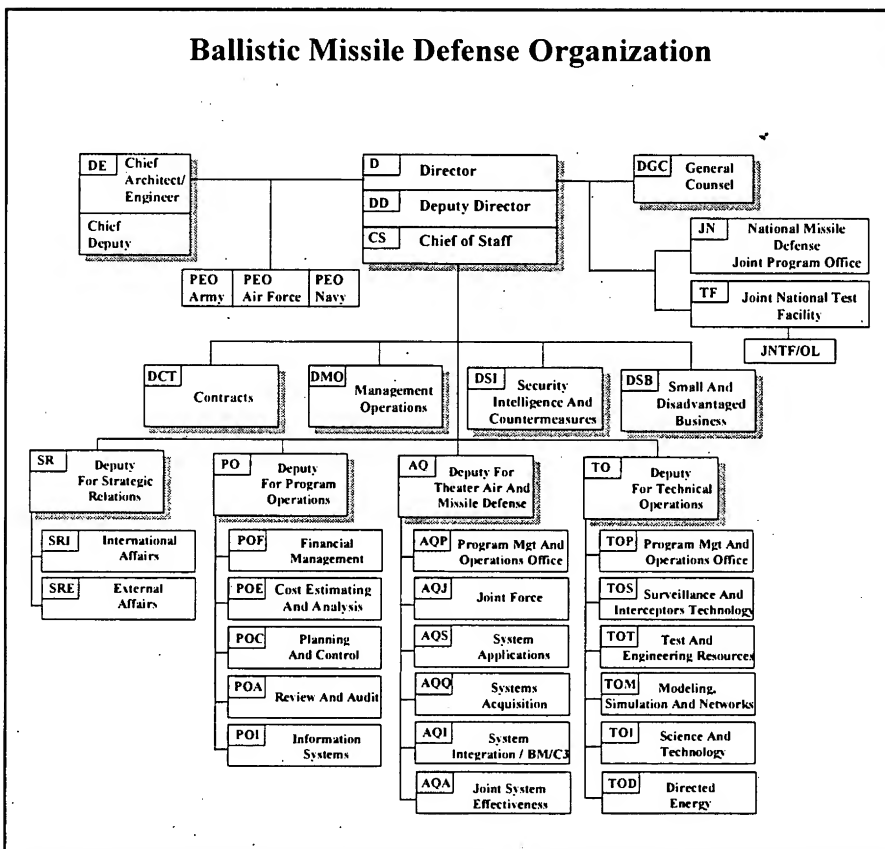 Ballistic Missile Defense Organization
DE Chief
Architect/
Engineer
Chief
Deputy
D Director
DD Deputy Director
CS Chief of Staff
DGC General
Counsel
JN National Missile
Defense
Joint Program Office
TF Joint National Test
Facility
JNTF/OL
PEO
Army
PEO
Air Force
PEO
Navy
DCT
Contracts
DMO Management
Operations
DSI Security
Intelligence And
Countermeasures
DSB Small And
Disadvantaged
Business
SR Deputy
For Strategic
Relations
SRI International
Affairs
SRE External
Affairs
PO Deputy
For Program
Operations
POF Financial
Management
POE Cost Estimating
And Analysis
POC Planning
And Control
POA Review And Audit
POI Information
Systems
AQ Deputy For
Theater Air And
Missile Defense
AQP Program Mgt And
Operations Office
AQJ Joint Force
AQS System
Applications
AQQ Systems
Acquisition
AQI System
Integration / BM/C3
AQA Joint System
Effectiveness
TO Deputy
For Technical
Operations
TOP Program Mgt And
Operations Office
TOS Surveillance And
Interceptors Technology
TOT Test And
Engineering Resources
TOM Modeling,
Simulation And Networks
TOI Science And
Technology
TOD Directed
Energy